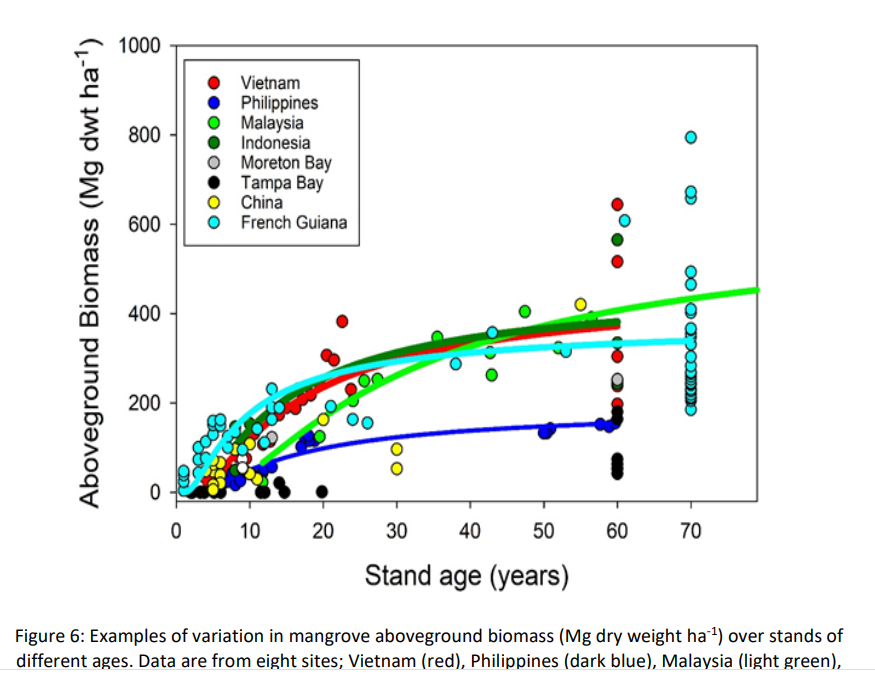 Aboveground Biomass (Mg dwt ha-1)
1000
800
600
400
200
0
Vietnam
Philippines
Malaysia
Indonesia
Moreton Bay
Tampa Bay
China
French Guiana
0 10 20 30 40 50 60 70
Stand age (years)
Figure 6: Examples of variation in mangrove aboveground biomass (Mg dry weight ha-1) over stands of
different ages. Data are from eight sites; Vietnam (red), Philippines (dark blue), Malaysia (light green),